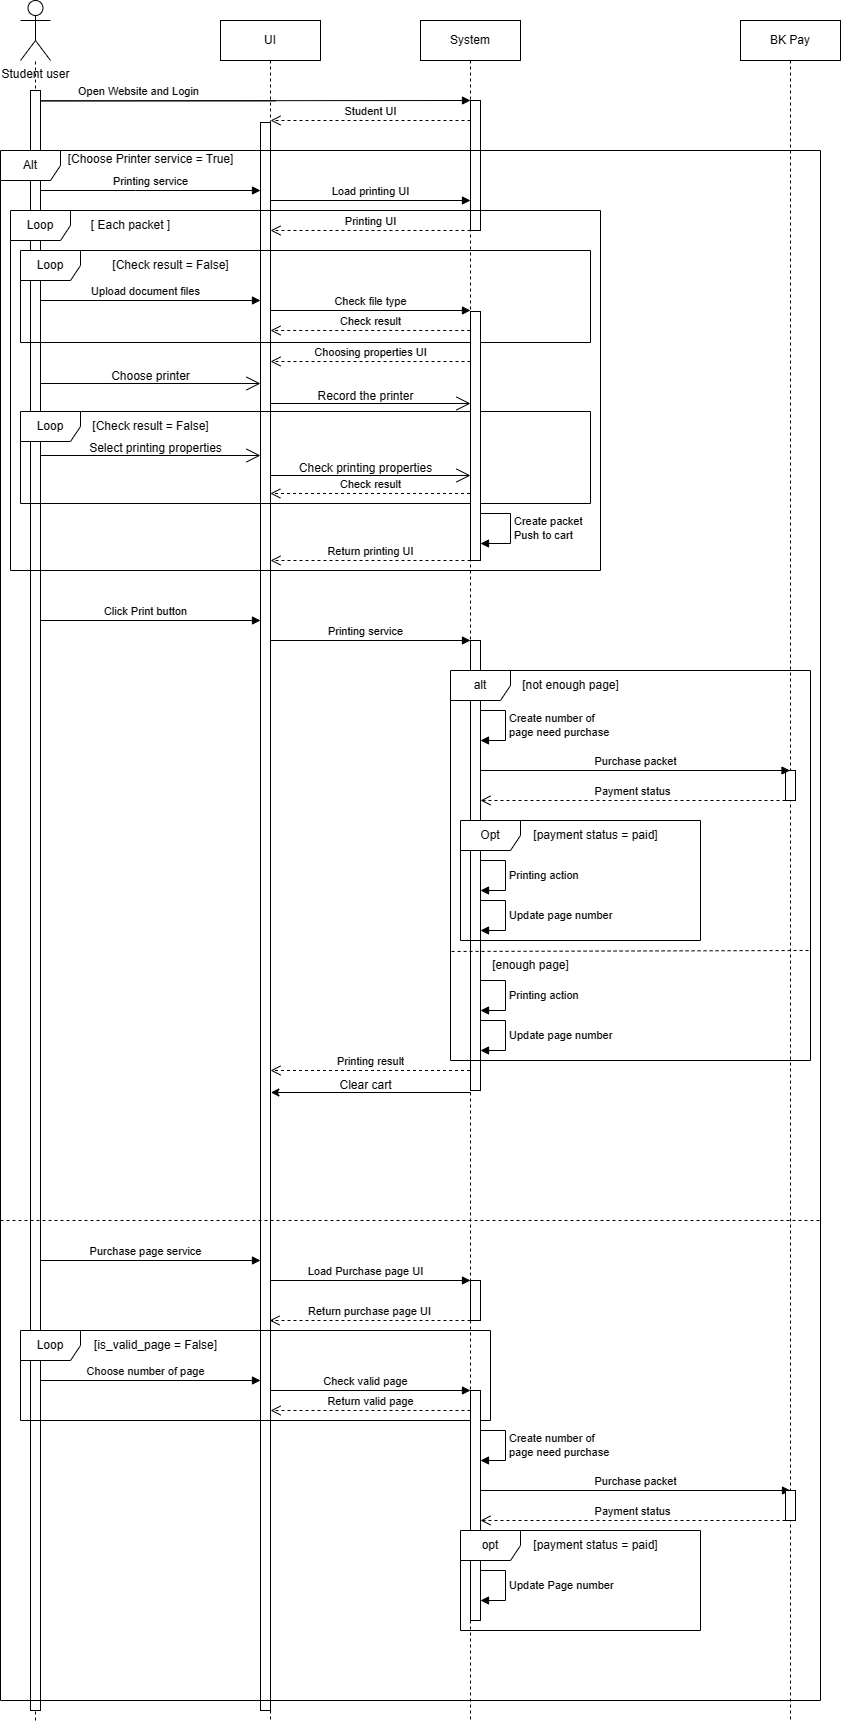 Student user
UI
System
BK Pay
Open Website and Login
Student UI
Alt
[Choose Printer service = True]
Printing service
Load printing UI
Loop
[ Each packet ]
Printing UI
Loop
[Check result = False]
Upload document files
Check file type
Check result
Choosing properties UI
Choose printer
Record the printer
Loop
[Check result = False]
Select printing properties
Check printing properties
Check result
Create packet
Push to cart
Return printing UI
Click Print button
Printing service
alt
[not enough page]
Create number of
page need purchase
Purchase packet
Payment status
Opt
[payment status = paid]
Printing action
Update page number
[enough page]
Printing action
Update page number
Printing result
Clear cart
Purchase page service
Load Purchase page UI
Return purchase page UI
Loop
[is_valid_page = False]
Choose number of page
Check valid page
Return valid page
Create number of
page need purchase
Purchase packet
Payment status
opt
[payment status = paid]
Update Page number